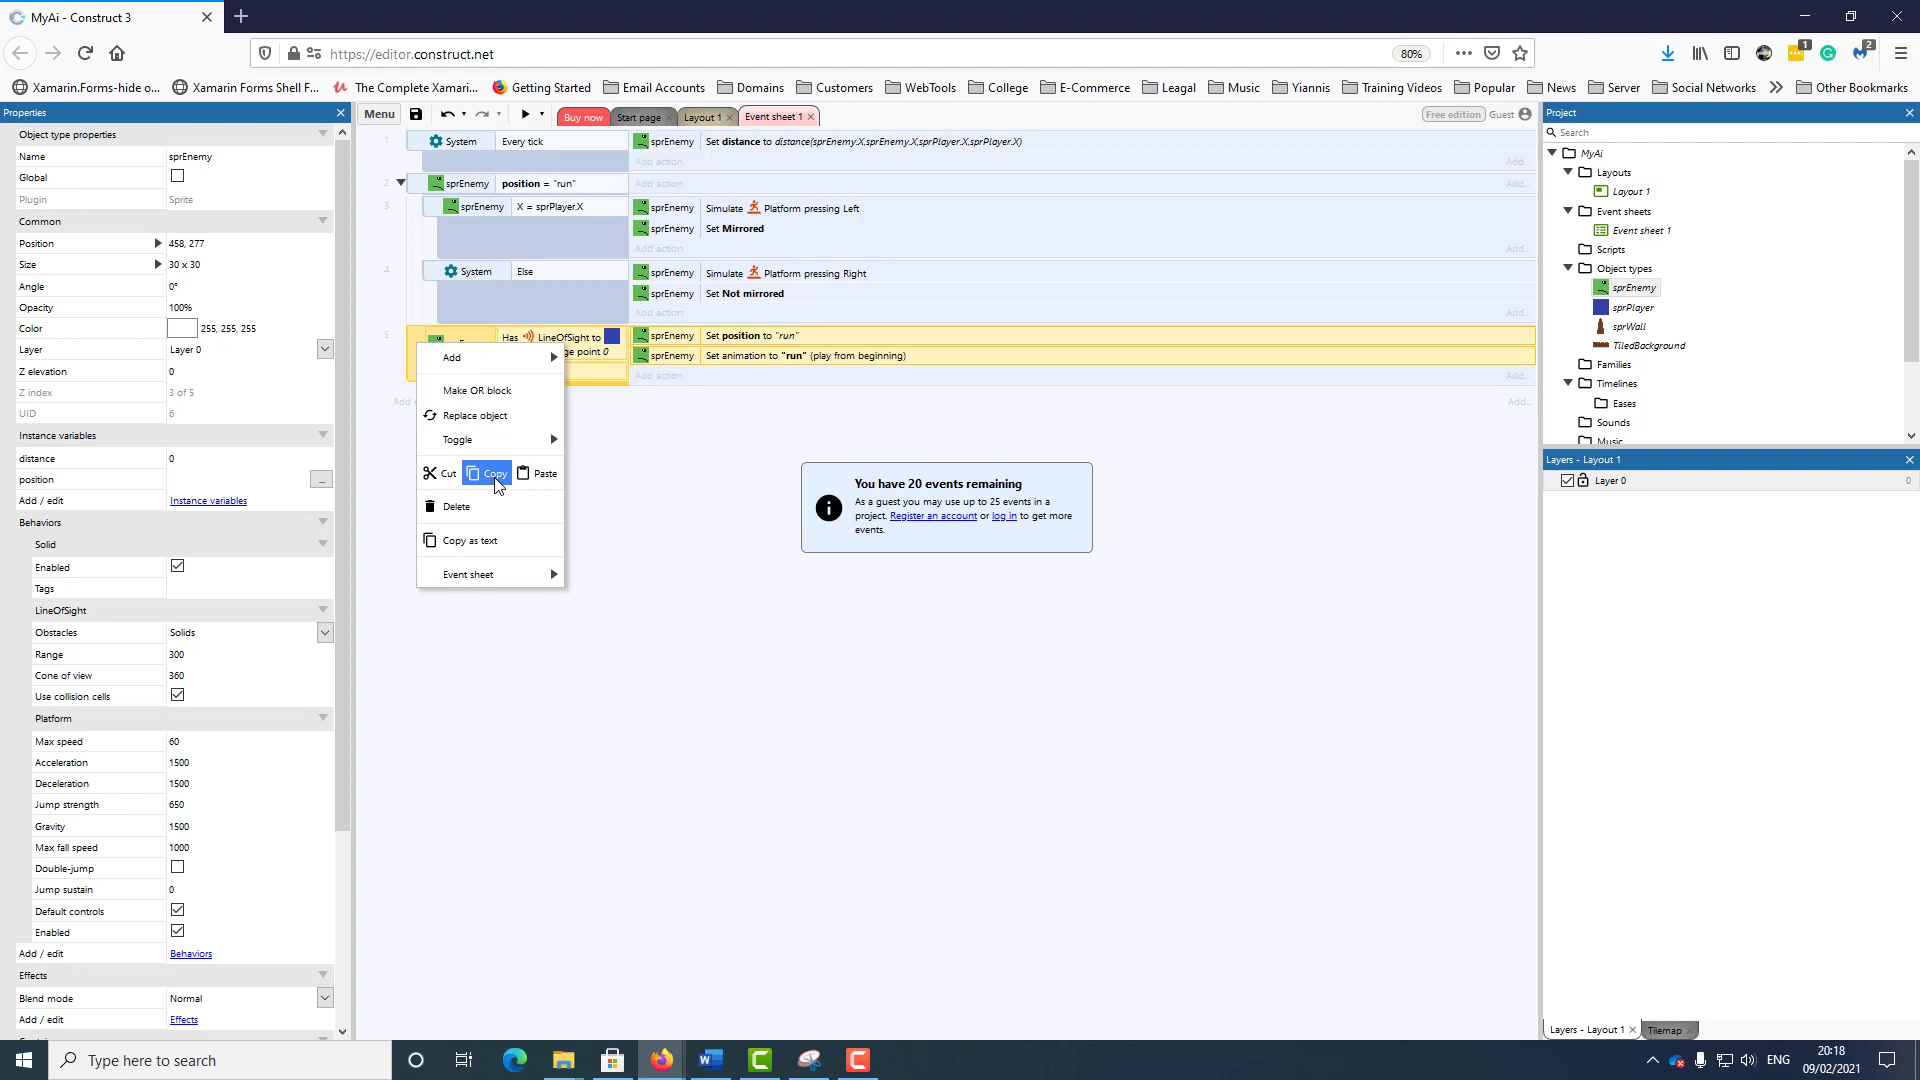 MyAi - Construct 3
https://editor.construct.net
80%
1
2
Xamarin.Forms-hide o...
Xamarin Forms Shell F...
The Complete Xamari...
Getting Started
Email Accounts
Domains
Customers
WebTools
College
E-Commerce
Leagal
Music
Yiannis
Training Videos
Popular
News
Server
Social Networks
Other Bookmarks
Properties
Object type properties
Name sprEnemy
Global
Plugin Sprite
Common
Position 458, 277
Size 30 x 30
Angle 0°
Opacity 100%
Color 255, 255, 255
Layer Layer 0
Z elevation 0
Z index 3 of 5
UID 6
Instance variables
distance 0
position
Add / edit Instance variables
Behaviors
Solid
Enabled
Tags
LineOfSight
Obstacles Solids
Range 300
Cone of view 360
Use collision cells
Platform
Max speed 60
Acceleration 1500
Deceleration 1500
Jump strength 650
Gravity 1500
Max fall speed 1000
Double-jump
Jump sustain 0
Default controls
Enabled
Add / edit Behaviors
Effects
Blend mode Normal
Add / edit Effects
Menu
Buy now
Start page
Layout 1
Event sheet 1
Free edition
Guest
1 System Every tick sprEnemy Set distance to distance(sprEnemy.X,sprEnemy.X,sprPlayer.X,sprPlayer.X)
Add action Add...
2 sprEnemy position = "run" Add action Add...
3 sprEnemy X = sprPlayer.X sprEnemy Simulate Platform pressing Left
sprEnemy Set Mirrored
Add action Add...
4 System Else sprEnemy Simulate Platform pressing Right
sprEnemy Set Not mirrored
Add action Add...
5 Has LineOfSight to sprEnemy Set position to "run"
ge point 0 sprEnemy Set animation to "run" (play from beginning)
Add action Add...
Add Add...
Add
Make OR block
Replace object
Toggle
Cut Copy Paste
Delete
Copy as text
Event sheet
You have 20 events remaining
As a guest you may use up to 25 events in a
project. Register an account or log in to get more
events.
Project
Search
MyAi
Layouts
Layout 1
Event sheets
Event sheet 1
Scripts
Object types
sprEnemy
sprPlayer
sprWall
TiledBackground
Families
Timelines
Eases
Sounds
Music
Layers - Layout 1
Layer 0 0
Layers - Layout 1
Tilemap
Type here to search
ENG
20:18
09/02/2021